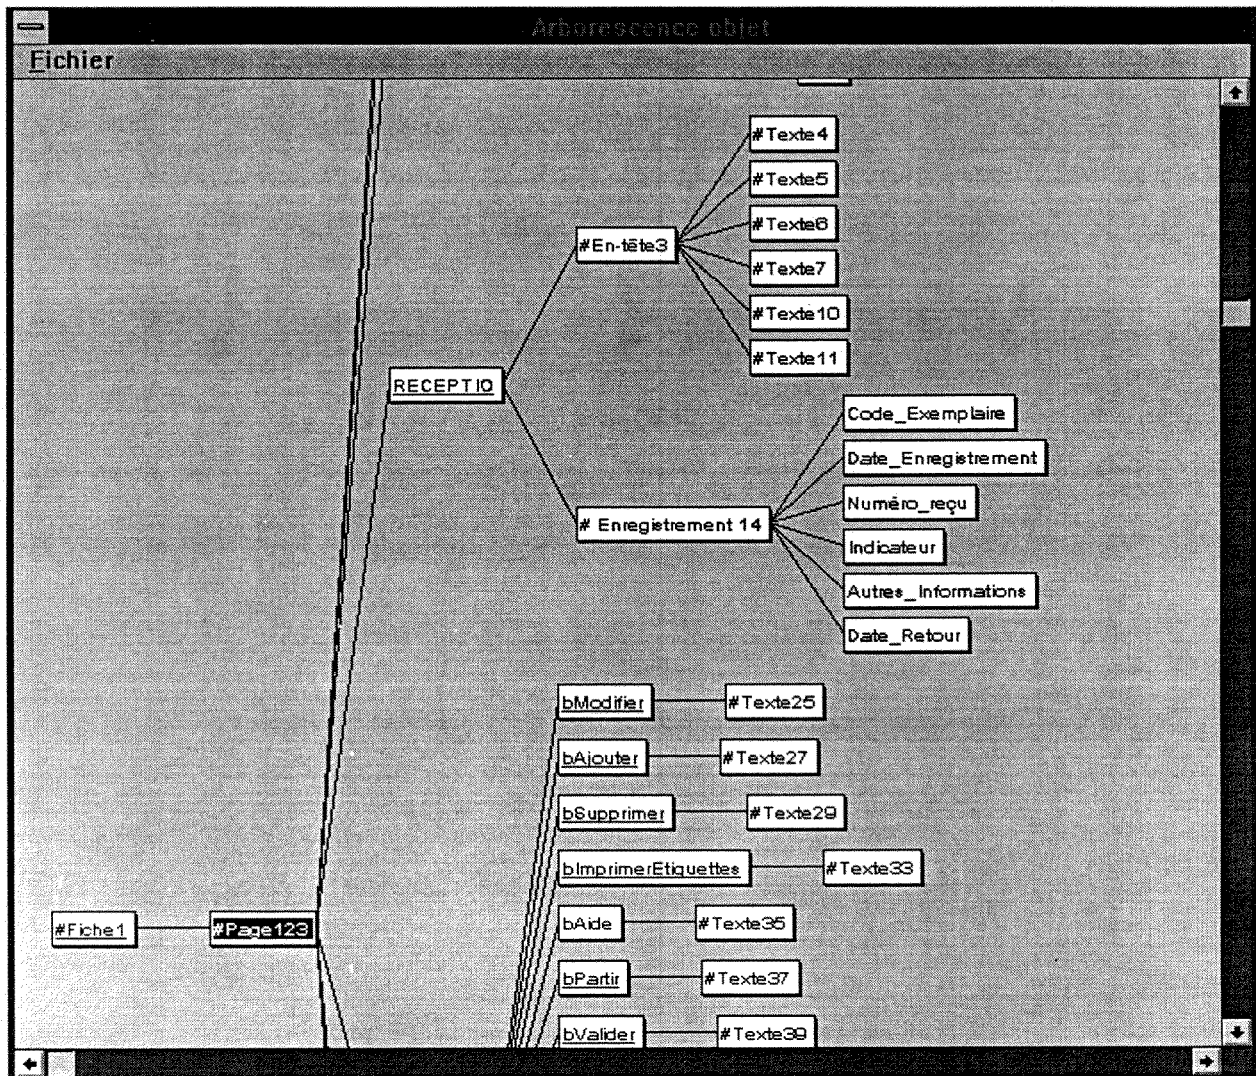 Arborescence objet
Fichier
#Texte4
#Texte5
#Texte6
#En-tête3
#Texte7
#Texte10
#Texte11
RECEPTIO
Code_Exemplaire
Date_Enregistrement
Numéro_reçu
# Enregistrement 14
Indicateur
Autres_Informations
Date_Retour
bModifier #Texte25
bAjouter #Texte27
bSupprimer #Texte29
bImprimerEtiquettes #Texte33
bAide #Texte35
#Fiche1 #Page123
bPartir #Texte37
bValider #Texte39